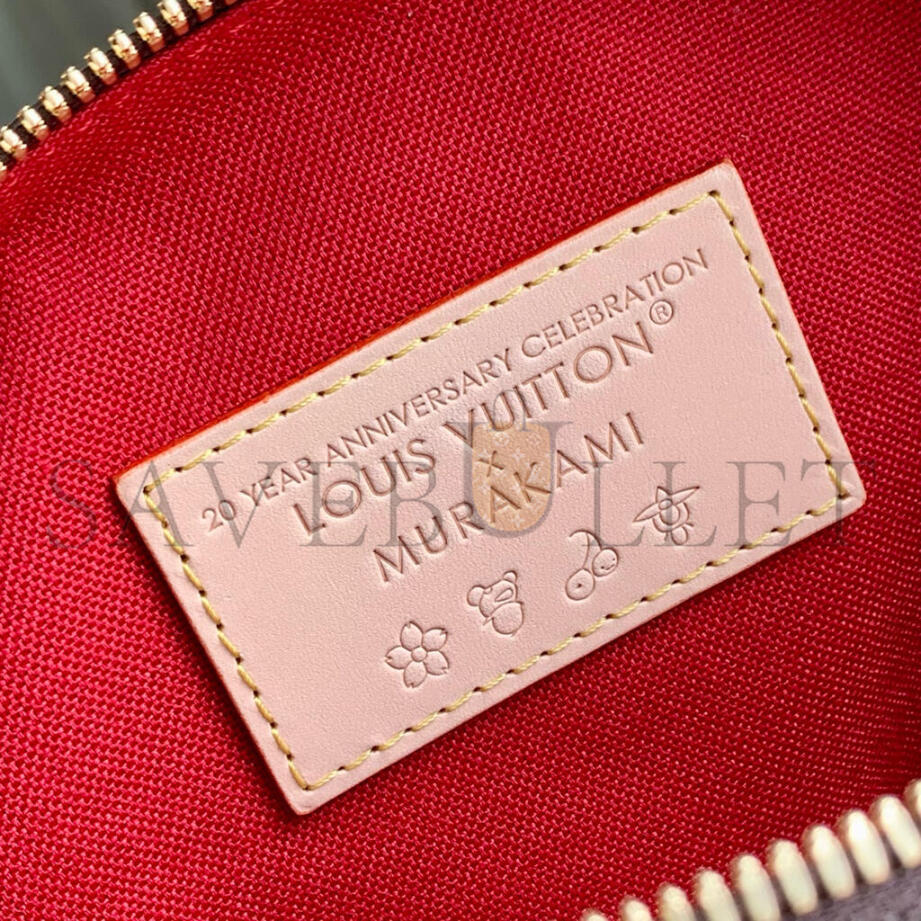 20 YEAR ANNIVERSARY CELEBRATION
LOUIS VUITTON®
×
MURAKAMI
SAVEBULLET